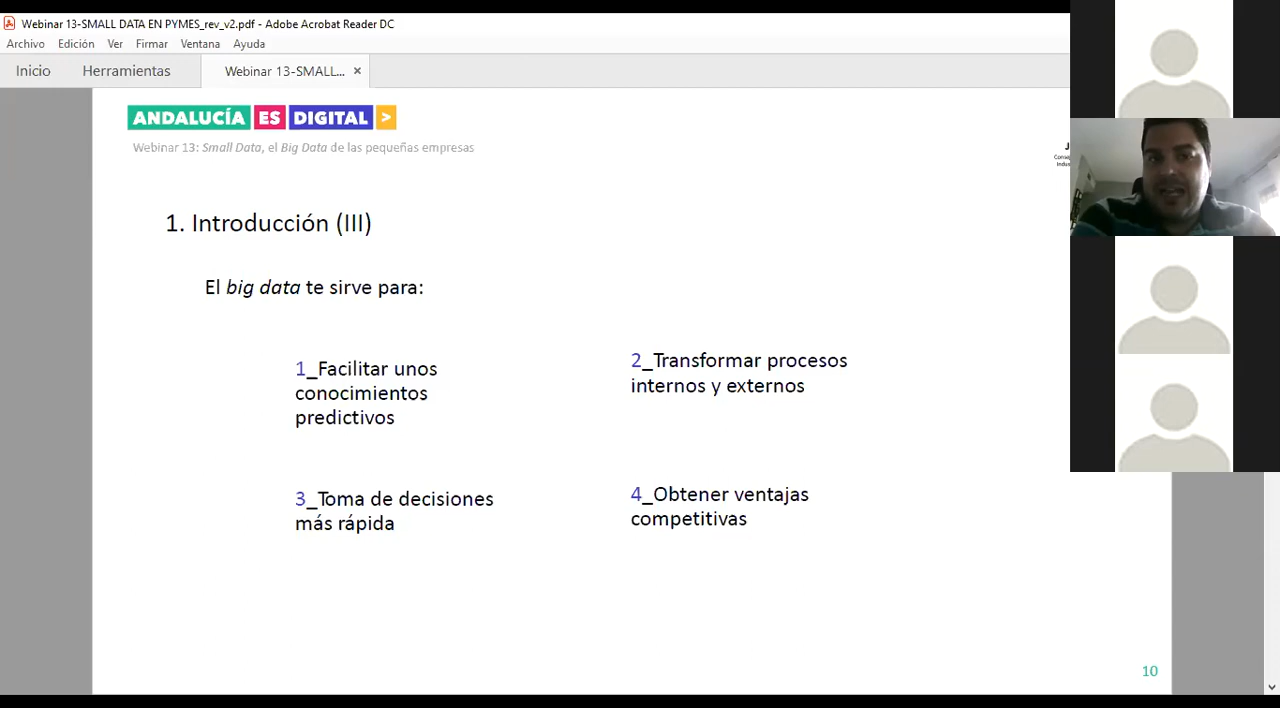 Webinar 13-SMALL DATA EN PYMES_rev_v2.pdf - Adobe Acrobat Reader DC
Archivo Edición Ver Firmar Ventana Ayuda
Inicio Herramientas Webinar 13-SMALL... ×
ANDALUCÍA ES DIGITAL >
Webinar 13: Small Data, el Big Data de las pequeñas empresas
1. Introducción (III)
El big data te sirve para:
1_Facilitar unos
conocimientos
predictivos
2_Transformar procesos
internos y externos
3_Toma de decisiones
más rápida
4_Obtener ventajas
competitivas
10